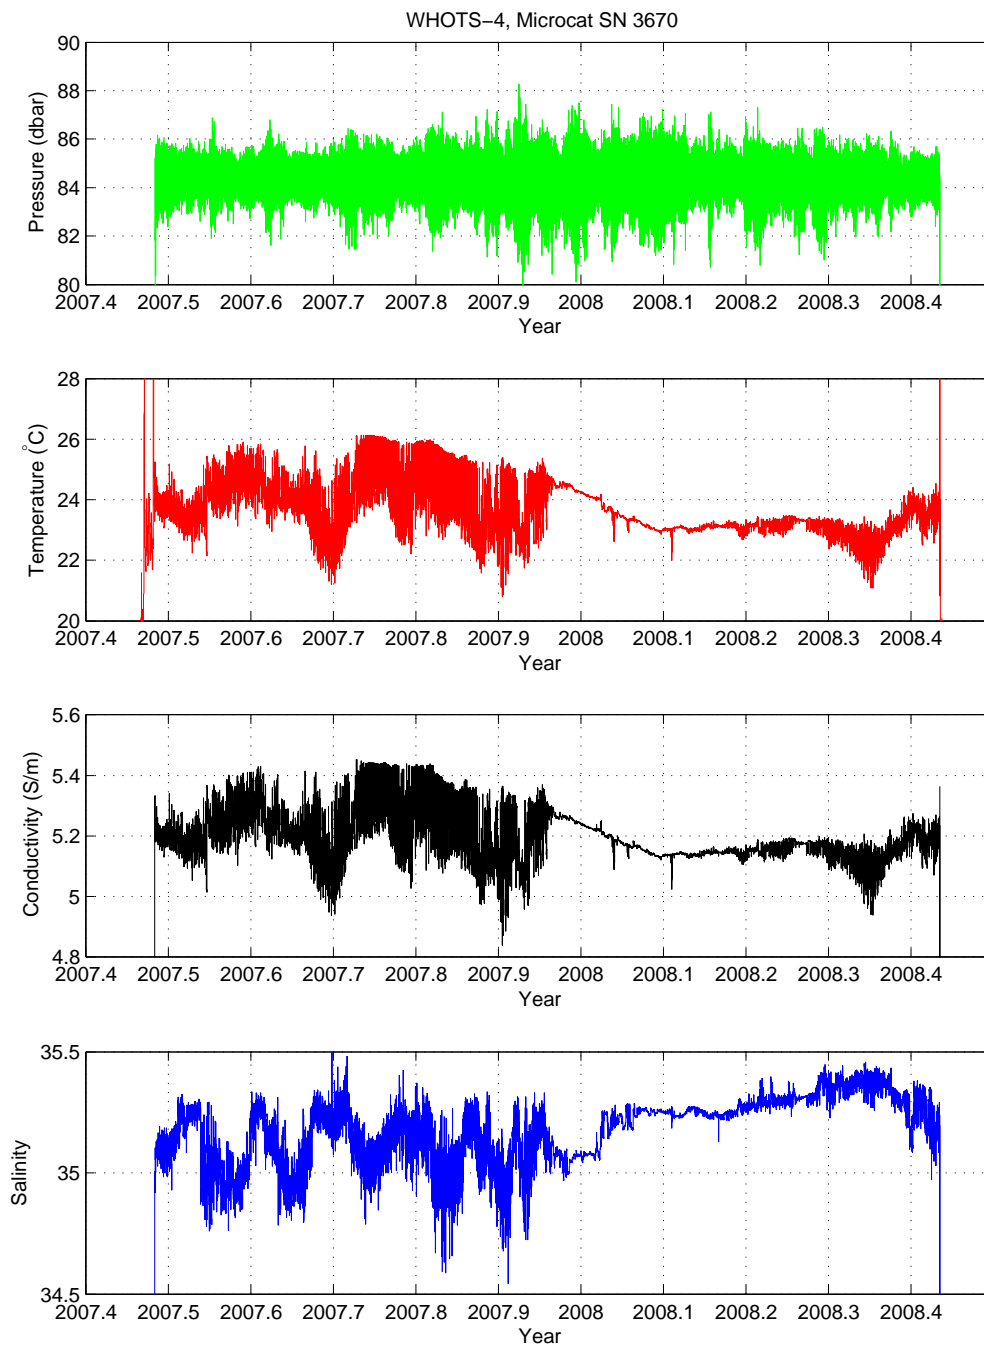 WHOTS−4, Microcat SN 3670
90
88
86
84
82
80
Pressure (dbar)
2007.4 2007.5 2007.6 2007.7 2007.8 2007.9 2008 2008.1 2008.2 2008.3 2008.4
Year
28
26
24
22
20
Temperature (°C)
2007.4 2007.5 2007.6 2007.7 2007.8 2007.9 2008 2008.1 2008.2 2008.3 2008.4
Year
5.6
5.4
5.2
5
4.8
Conductivity (S/m)
2007.4 2007.5 2007.6 2007.7 2007.8 2007.9 2008 2008.1 2008.2 2008.3 2008.4
Year
35.5
35
34.5
Salinity
2007.4 2007.5 2007.6 2007.7 2007.8 2007.9 2008 2008.1 2008.2 2008.3 2008.4
Year